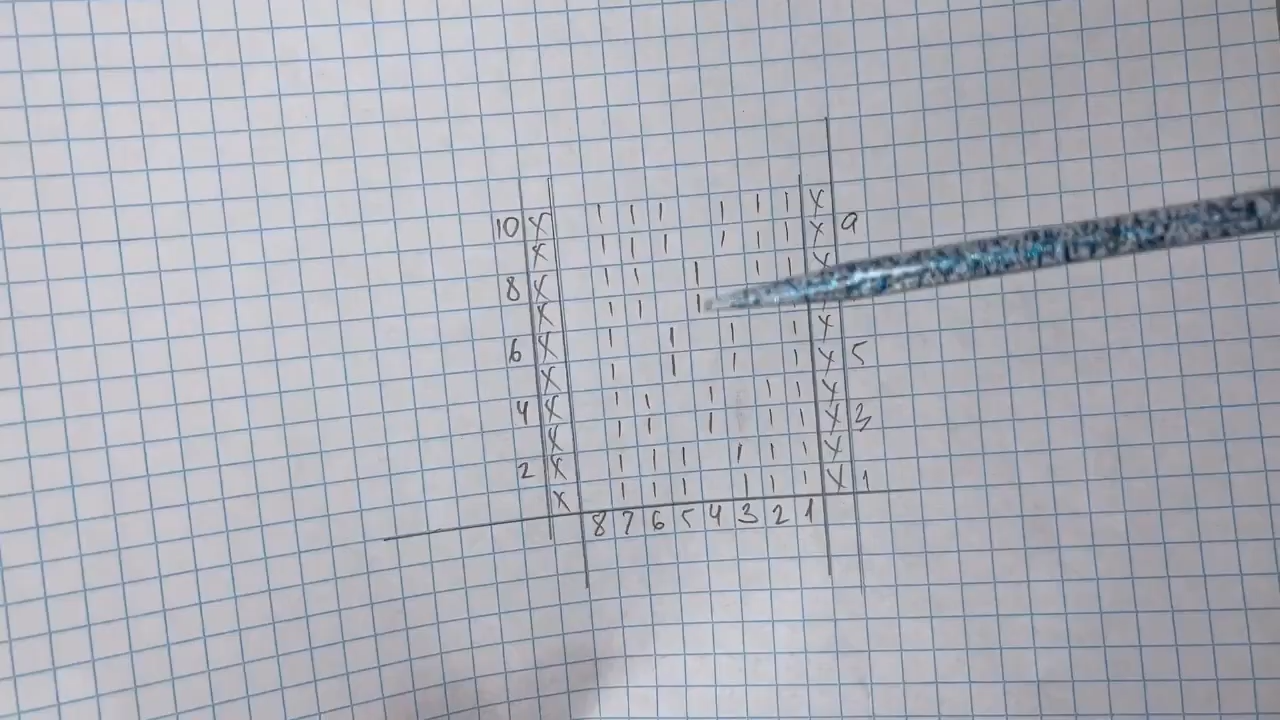 10 X I I I I I I X
X I I I I I I X 9
8 X I I I I I X
X I I I
6 X I I I I X
X I I I I X 5
4 X I I I I I X
X I I I I I X 3
2 X I I I I I I X
X I I I I I I X 1
8 7 6 5 4 3 2 1